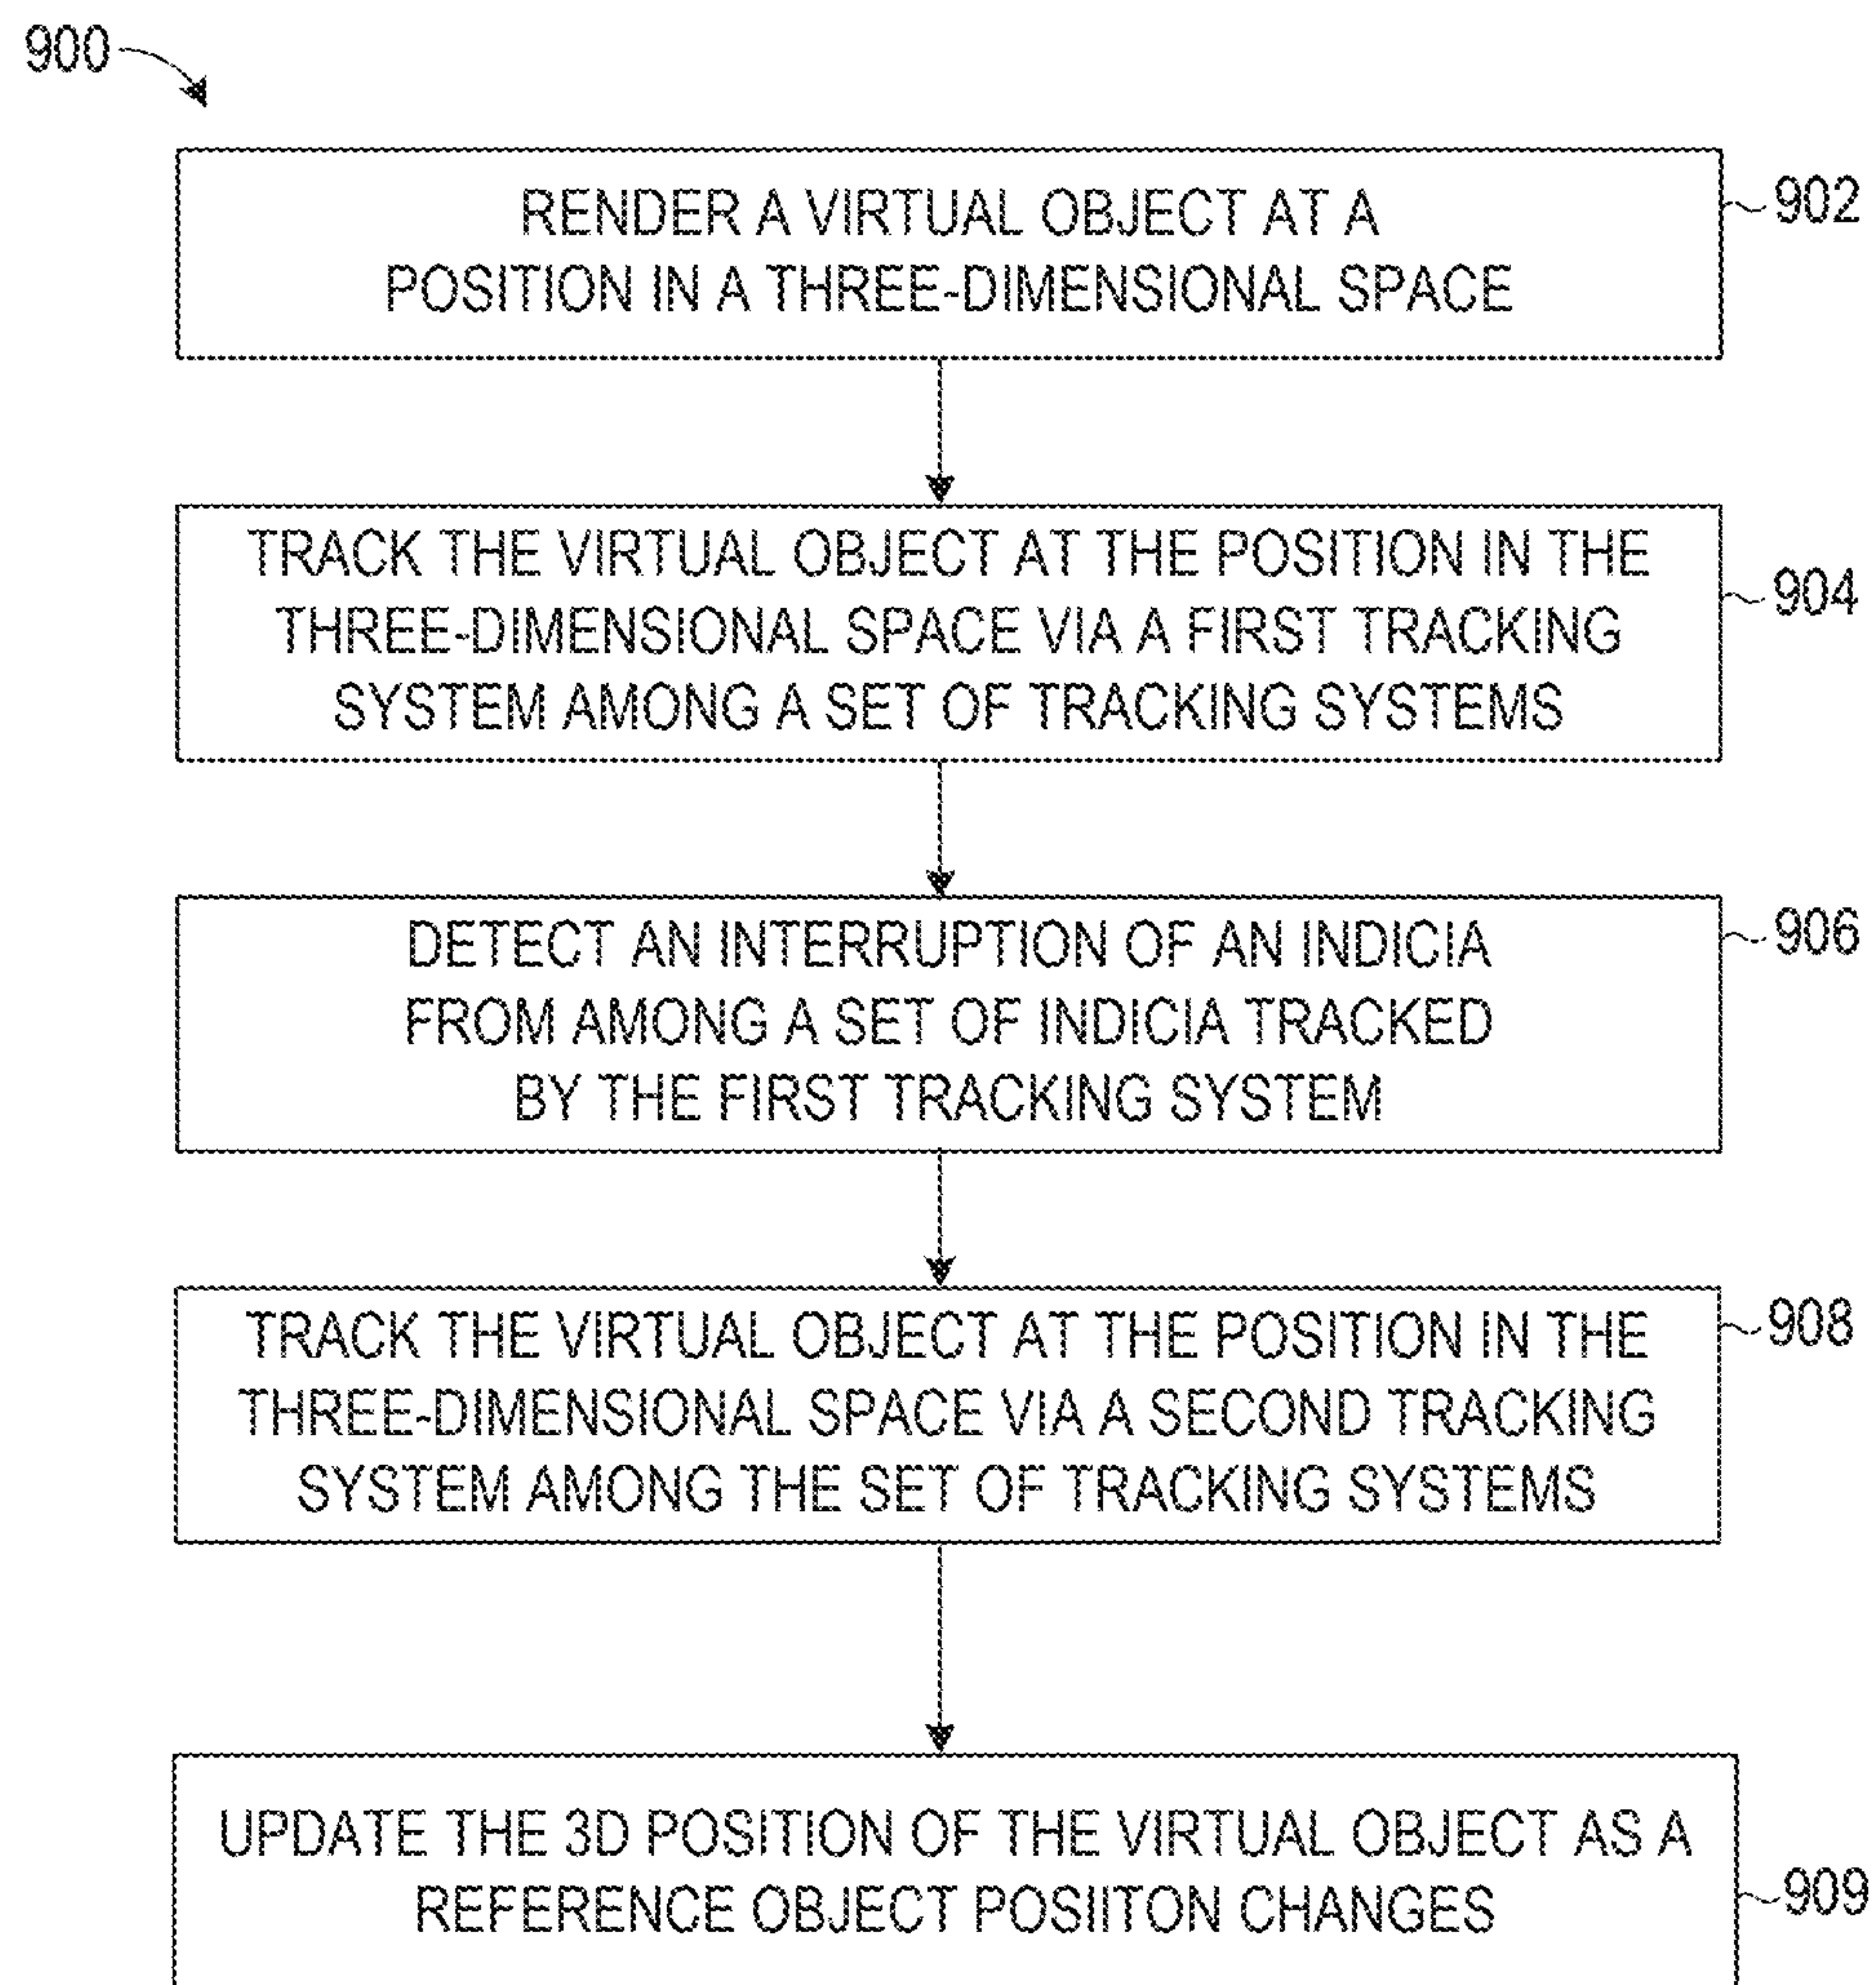 900
RENDER A VIRTUAL OBJECT AT A
POSITION IN A THREE-DIMENSIONAL SPACE
902
TRACK THE VIRTUAL OBJECT AT THE POSITION IN THE
THREE-DIMENSIONAL SPACE VIA A FIRST TRACKING
SYSTEM AMONG A SET OF TRACKING SYSTEMS
904
DETECT AN INTERRUPTION OF AN INDICIA
FROM AMONG A SET OF INDICIA TRACKED
BY THE FIRST TRACKING SYSTEM
906
TRACK THE VIRTUAL OBJECT AT THE POSITION IN THE
THREE-DIMENSIONAL SPACE VIA A SECOND TRACKING
SYSTEM AMONG THE SET OF TRACKING SYSTEMS
908
UPDATE THE 3D POSITION OF THE VIRTUAL OBJECT AS A
REFERENCE OBJECT POSIITON CHANGES
909